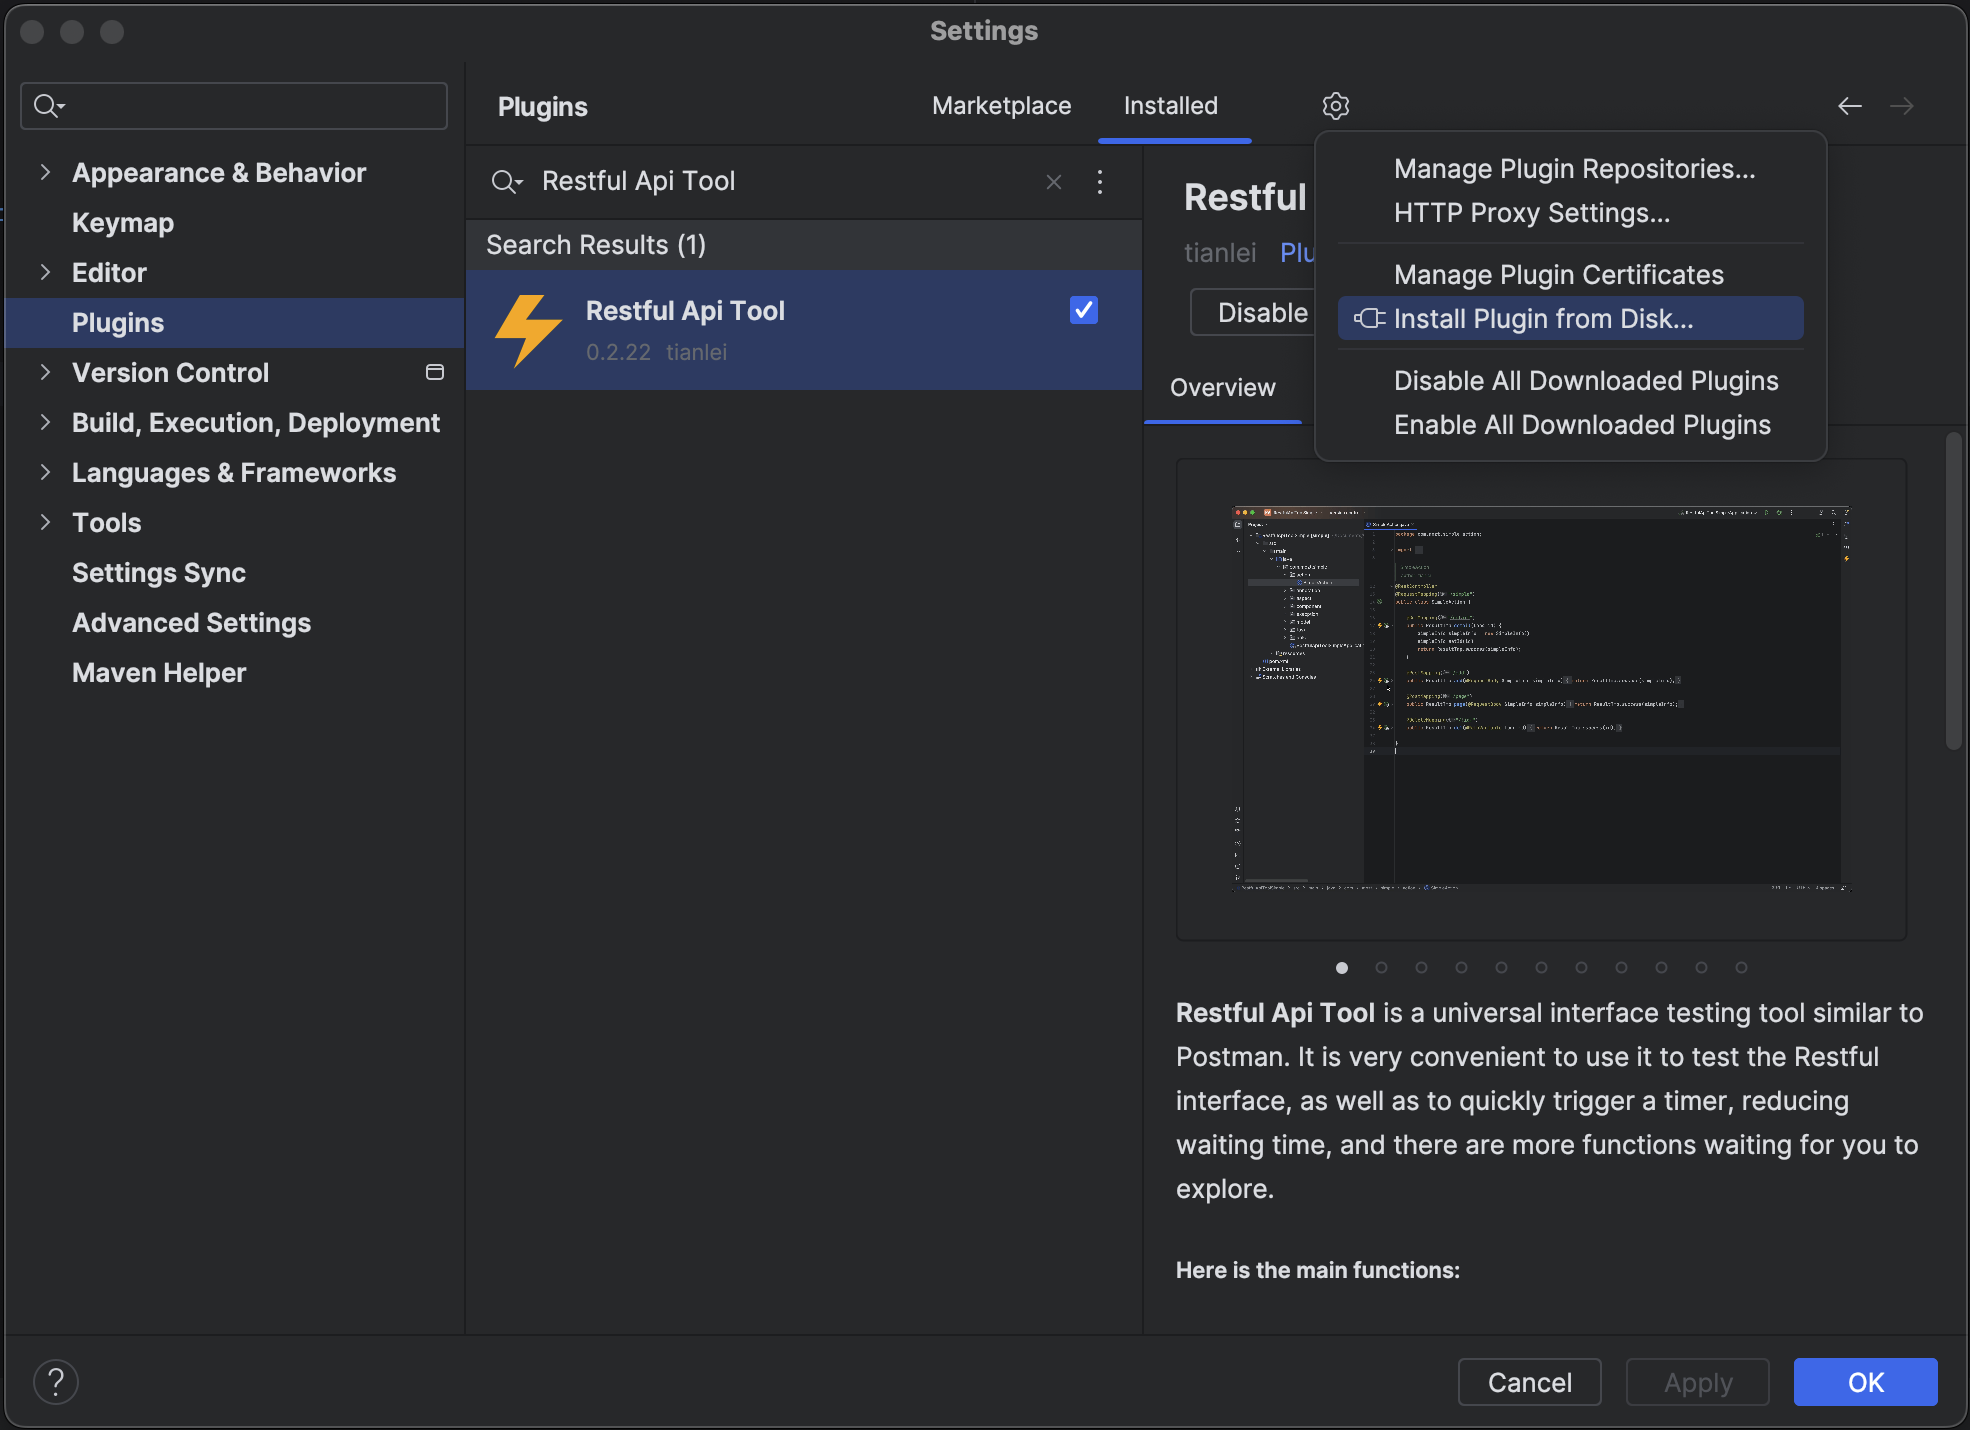 Settings
Plugins
Marketplace
Installed
Appearance & Behavior
Keymap
Editor
Plugins
Version Control
Build, Execution, Deployment
Languages & Frameworks
Tools
Settings Sync
Advanced Settings
Maven Helper
Restful Api Tool
Search Results (1)
Restful Api Tool
0.2.22 tianlei
Restful
tianlei Plu
Disable
Overview
Manage Plugin Repositories...
HTTP Proxy Settings...
Manage Plugin Certificates
Install Plugin from Disk...
Disable All Downloaded Plugins
Enable All Downloaded Plugins
Restful Api Tool is a universal interface testing tool similar to
Postman. It is very convenient to use it to test the Restful
interface, as well as to quickly trigger a timer, reducing
waiting time, and there are more functions waiting for you to
explore.
Here is the main functions:
?
Cancel
Apply
OK